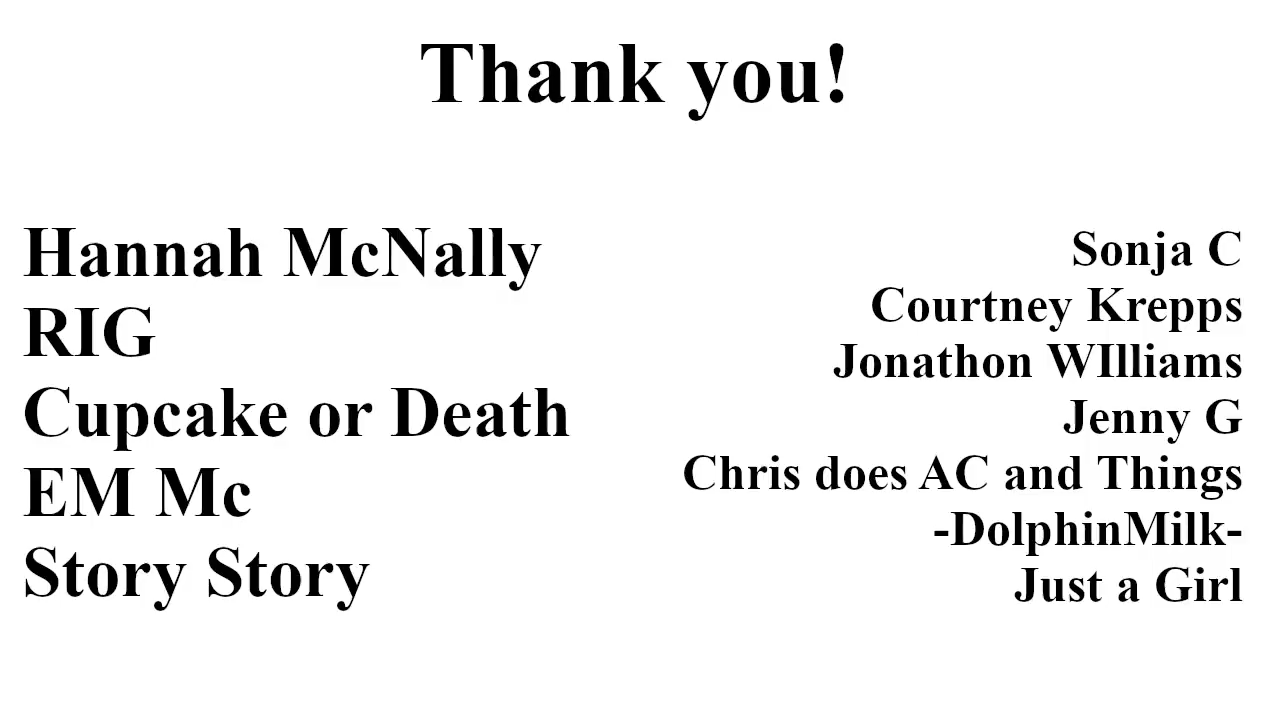 Thank you!
Hannah McNally
RIG
Cupcake or Death
EM Mc
Story Story
Sonja C
Courtney Krepps
Jonathon WIlliams
Jenny G
Chris does AC and Things
-DolphinMilk-
Just a Girl